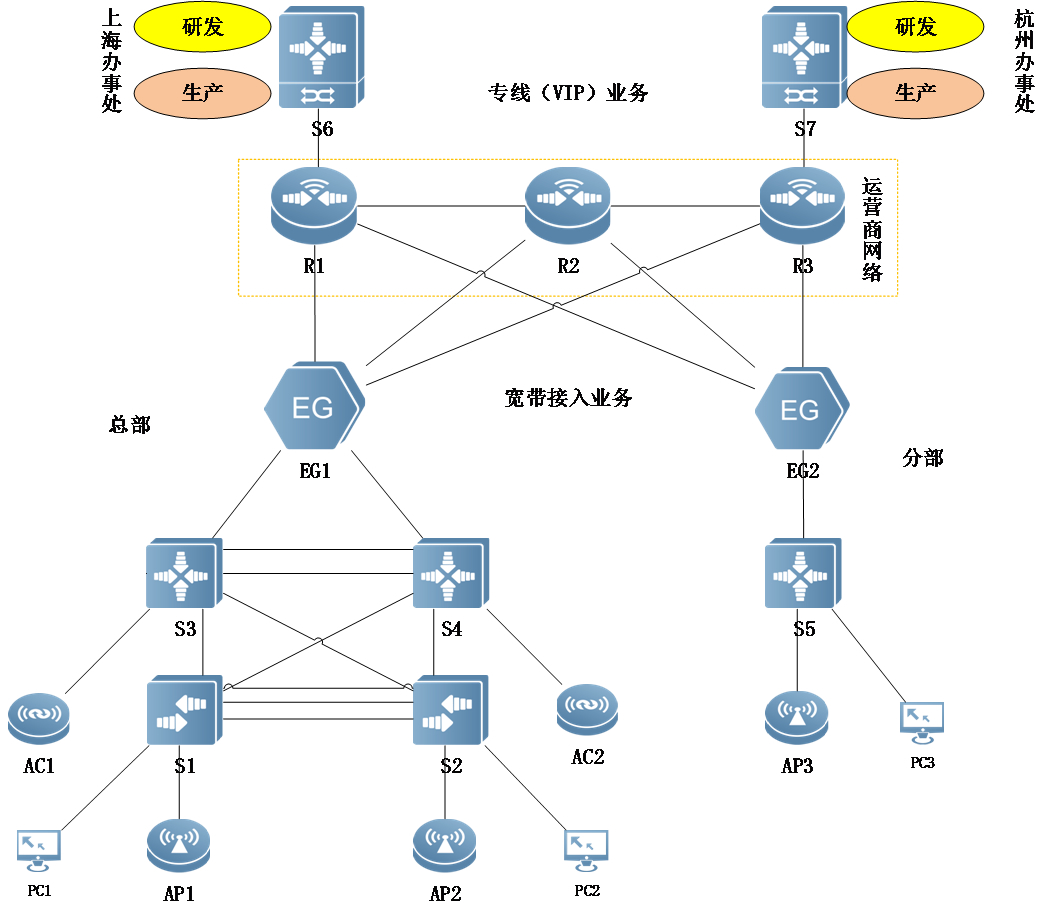 上海办事处
研发
生产
S6
专线（VIP）业务
研发
生产
S7
杭州办事处
R1
R2
R3
运营商网络
EG
EG1
宽带接入业务
EG
EG2
总部
分部
S3
S4
S5
AC1
S1
S2
AC2
AP3
PC3
PC1
AP1
AP2
PC2